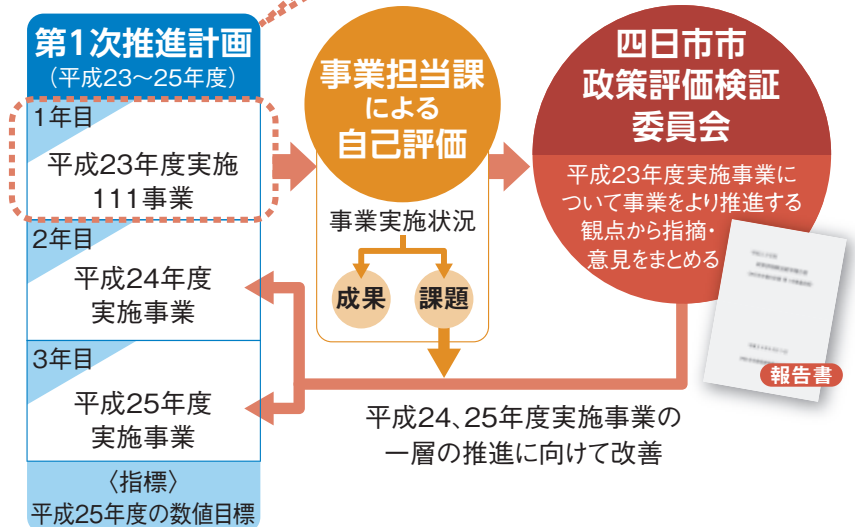 第1次推進計画
（平成23～25年度）
1年目
平成23年度実施
111事業
2年目
平成24年度
実施事業
3年目
平成25年度
実施事業
〈指標〉
平成25年度の数値目標
事業担当課
による
自己評価
事業実施状況
成果
課題
四日市市
政策評価検証
委員会
平成23年度実施事業に
ついて事業をより推進する
観点から指摘・
意見をまとめる
報告書
平成24、25年度実施事業の
一層の推進に向けて改善